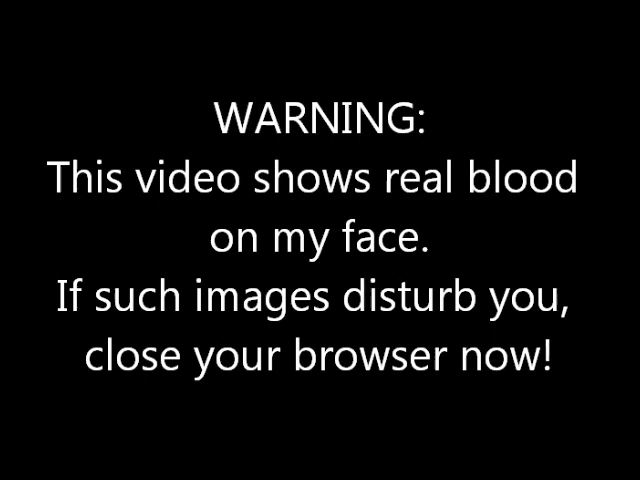 WARNING:
This video shows real blood
on my face.
If such images disturb you,
close your browser now!